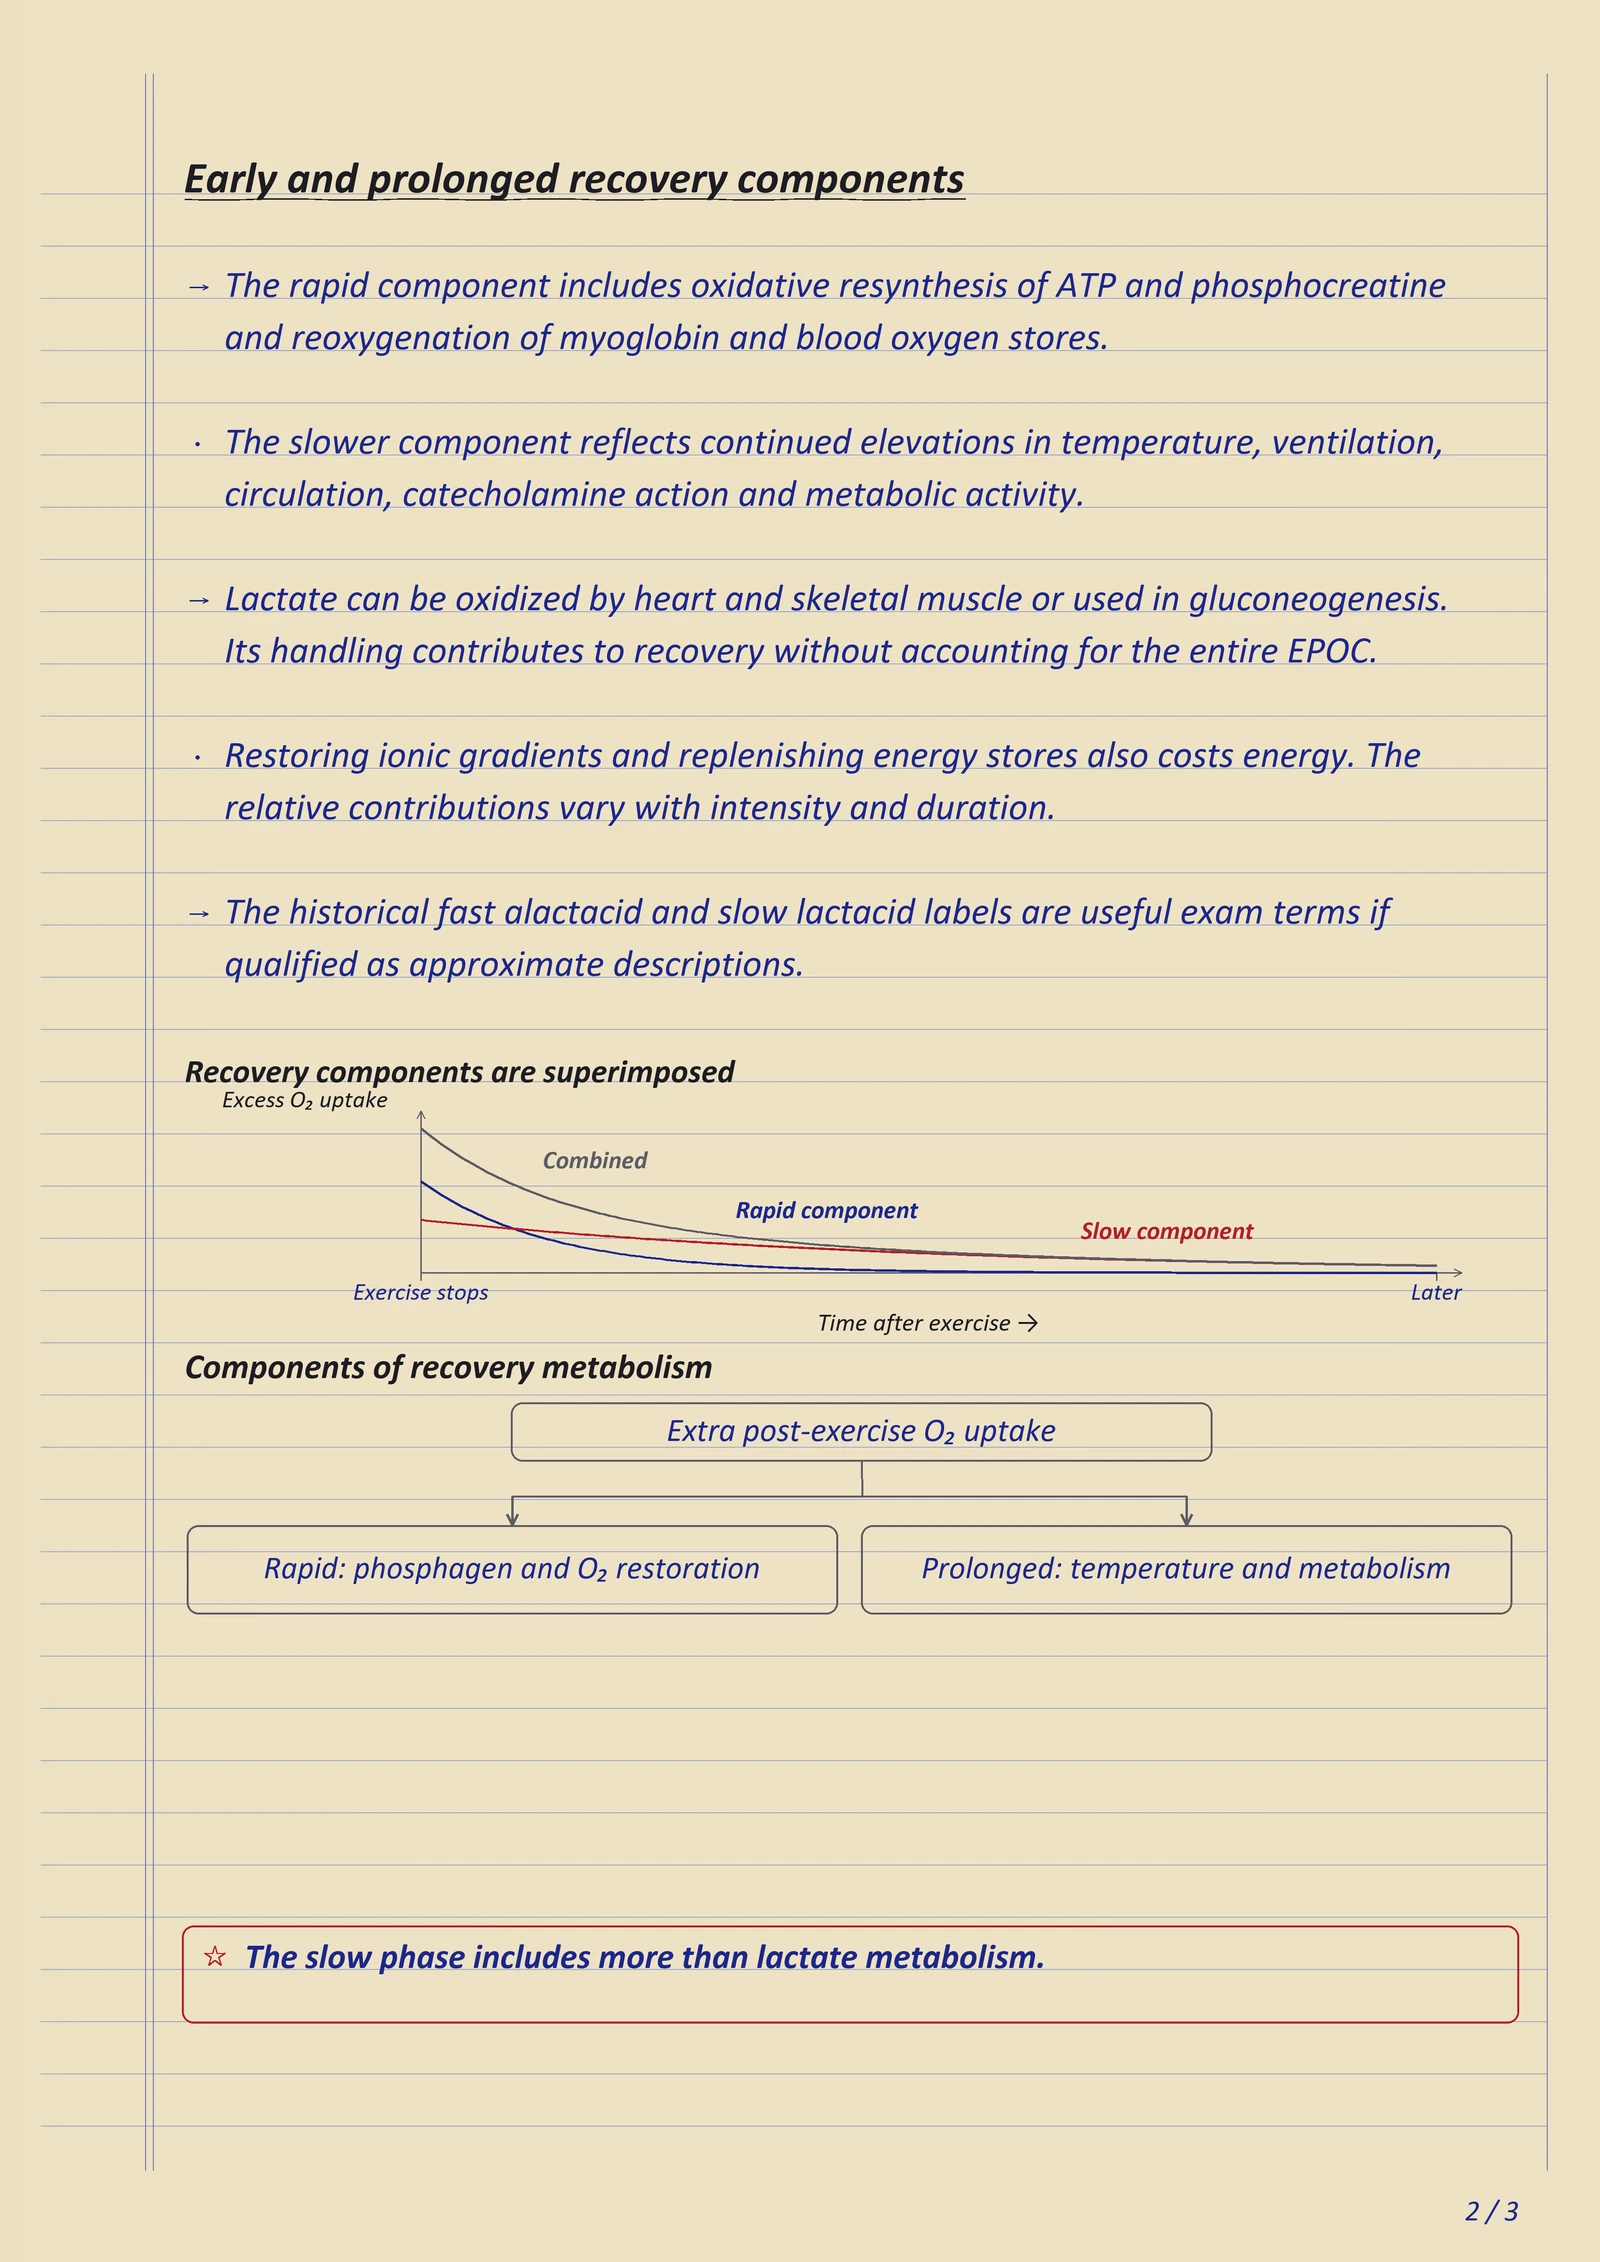 Early and prolonged recovery components
→ The rapid component includes oxidative resynthesis of ATP and phosphocreatine
and reoxygenation of myoglobin and blood oxygen stores.
· The slower component reflects continued elevations in temperature, ventilation,
circulation, catecholamine action and metabolic activity.
→ Lactate can be oxidized by heart and skeletal muscle or used in gluconeogenesis.
Its handling contributes to recovery without accounting for the entire EPOC.
· Restoring ionic gradients and replenishing energy stores also costs energy. The
relative contributions vary with intensity and duration.
→ The historical fast alactacid and slow lactacid labels are useful exam terms if
qualified as approximate descriptions.
Recovery components are superimposed
Excess O₂ uptake
Combined
Rapid component
Slow component
Exercise stops
Later
Time after exercise →
Components of recovery metabolism
Extra post-exercise O₂ uptake
Rapid: phosphagen and O₂ restoration
Prolonged: temperature and metabolism
☆ The slow phase includes more than lactate metabolism.
2 / 3